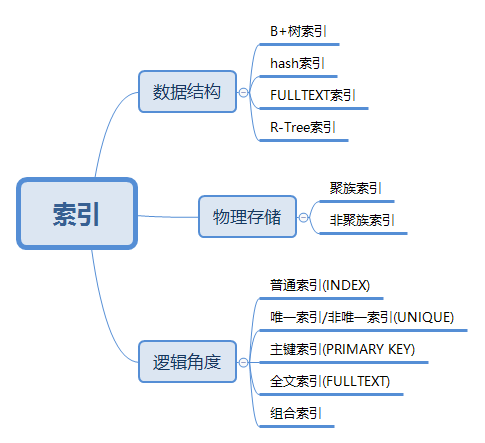 索引
数据结构
B+树索引
hash索引
FULLTEXT索引
R-Tree索引
物理存储
聚族索引
非聚族索引
逻辑角度
普通索引(INDEX)
唯一索引/非唯一索引(UNIQUE)
主键索引(PRIMARY KEY)
全文索引(FULLTEXT)
组合索引